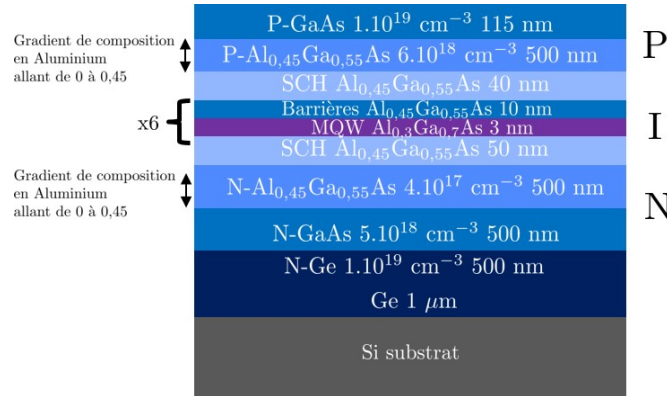 P-GaAs 1.10¹⁹ cm⁻³ 115 nm
Gradient de composition
en Aluminium
allant de 0 à 0,45
P-Al₀,₄₅Ga₀,₅₅As 6.10¹⁸ cm⁻³ 500 nm
P
SCH Al₀,₄₅Ga₀,₅₅As 40 nm
x6
Barrières Al₀,₄₅Ga₀,₅₅As 10 nm
MQW Al₀,₃Ga₀,₇As 3 nm
I
SCH Al₀,₄₅Ga₀,₅₅As 50 nm
Gradient de composition
en Aluminium
allant de 0 à 0,45
N-Al₀,₄₅Ga₀,₅₅As 4.10¹⁷ cm⁻³ 500 nm
N
N-GaAs 5.10¹⁸ cm⁻³ 500 nm
N-Ge 1.10¹⁹ cm⁻³ 500 nm
Ge 1 μm
Si substrat